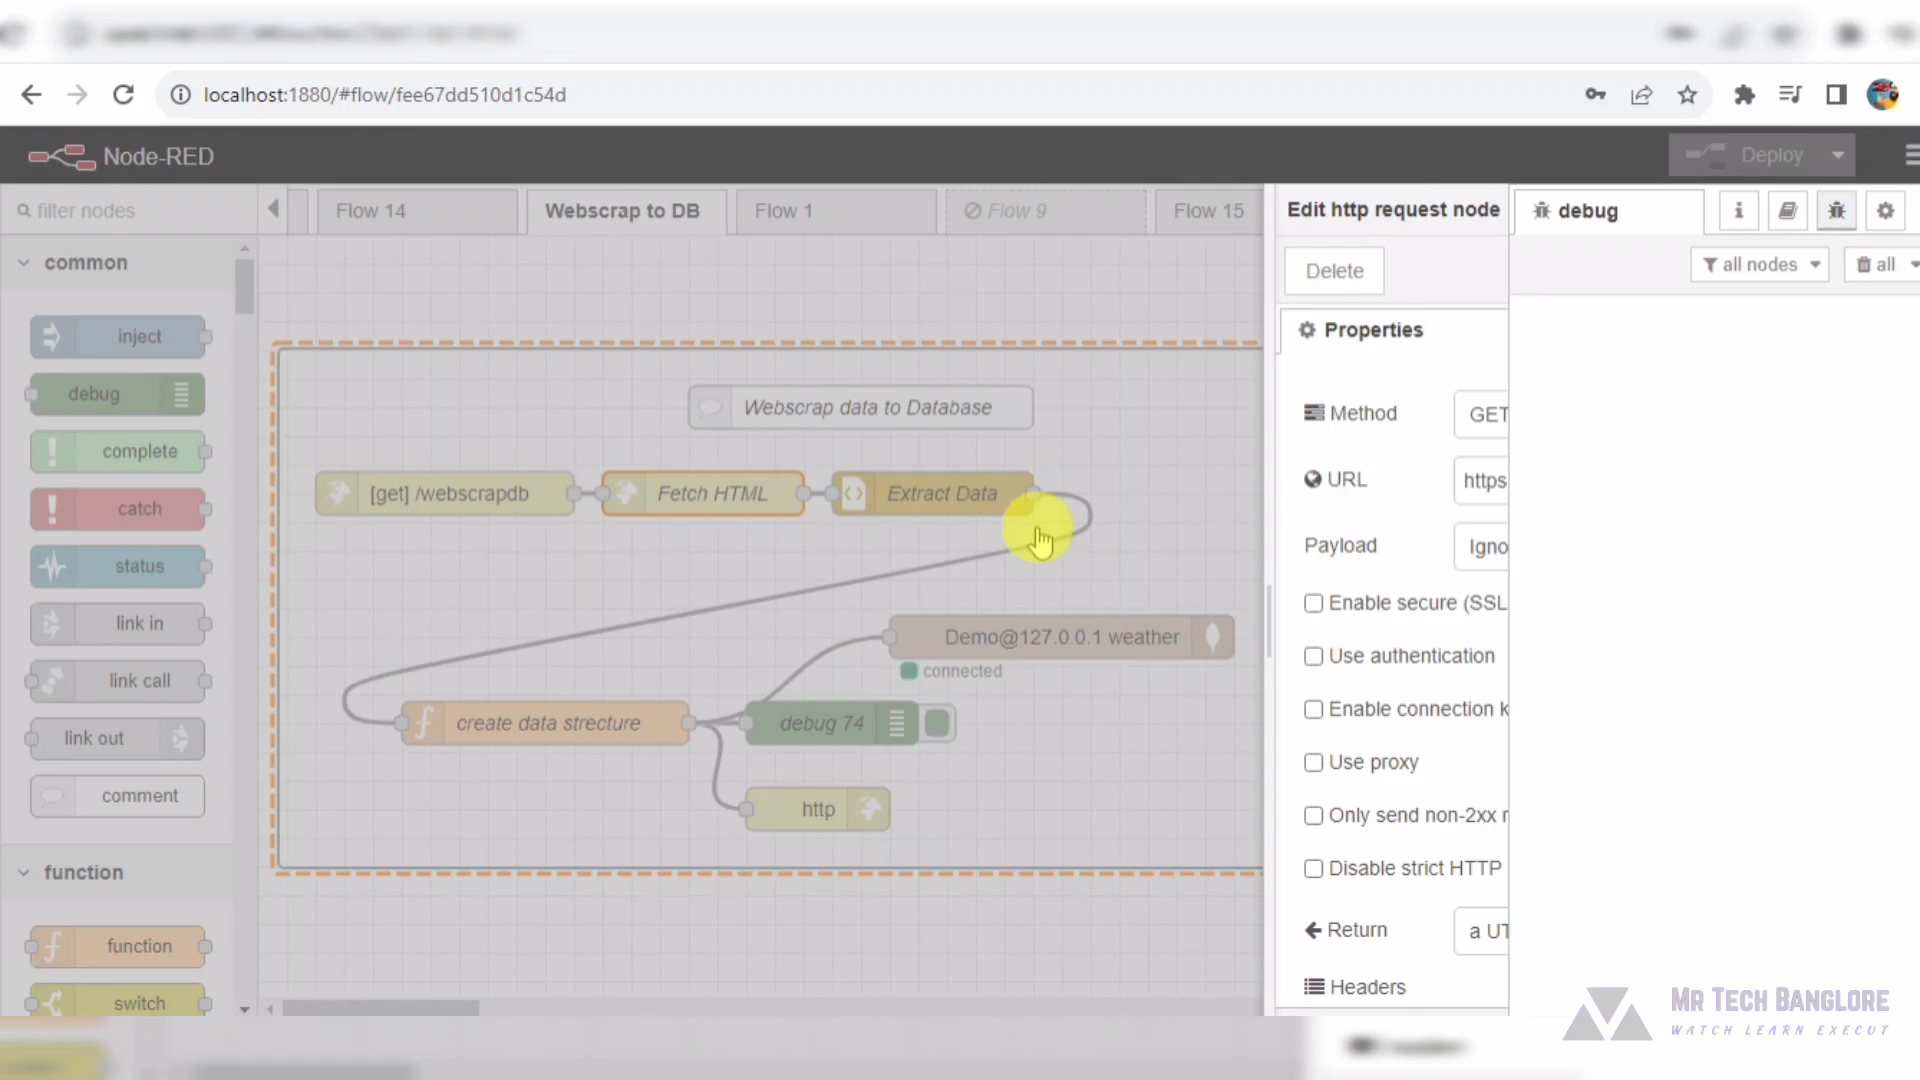 localhost:1880/#flow/fee67dd510d1c54d
Node-RED
Deploy
filter nodes
Flow 14
Webscrap to DB
Flow 1
Flow 9
Flow 15
Edit http request node
debug
Delete
all nodes
all
common
inject
debug
complete
catch
status
link in
link call
link out
comment
function
function
switch
Webscrap data to Database
[get] /webscrapdb
Fetch HTML
Extract Data
Demo@127.0.0.1 weather
connected
create data strecture
debug 74
http
Properties
Method
GET
URL
https
Payload
Igno
Enable secure (SSL
Use authentication
Enable connection k
Use proxy
Only send non-2xx r
Disable strict HTTP
Return
a UT
Headers
MR TECH BANGLORE
WATCH LEARN EXECUT